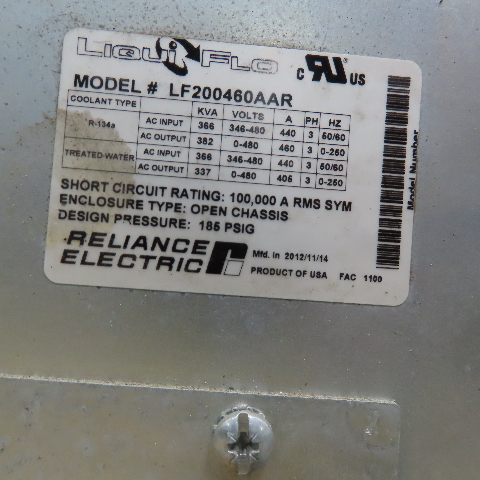 LIQUIFLO
C RU US
MODEL # LF200460AAR
COOLANT TYPE KVA VOLTS A PH HZ
R-134a AC INPUT 366 346-480 440 3 50/60
AC OUTPUT 382 0-480 460 3 0-250
TREATED WATER AC INPUT 366 346-480 440 3 50/60
AC OUTPUT 337 0-480 405 3 0-250
SHORT CIRCUIT RATING: 100,000 A RMS SYM
ENCLOSURE TYPE: OPEN CHASSIS
DESIGN PRESSURE: 185 PSIG
RELIANCE
ELECTRIC
Mfd. in 2012/11/14
PRODUCT OF USA FAC 1100
Model Number